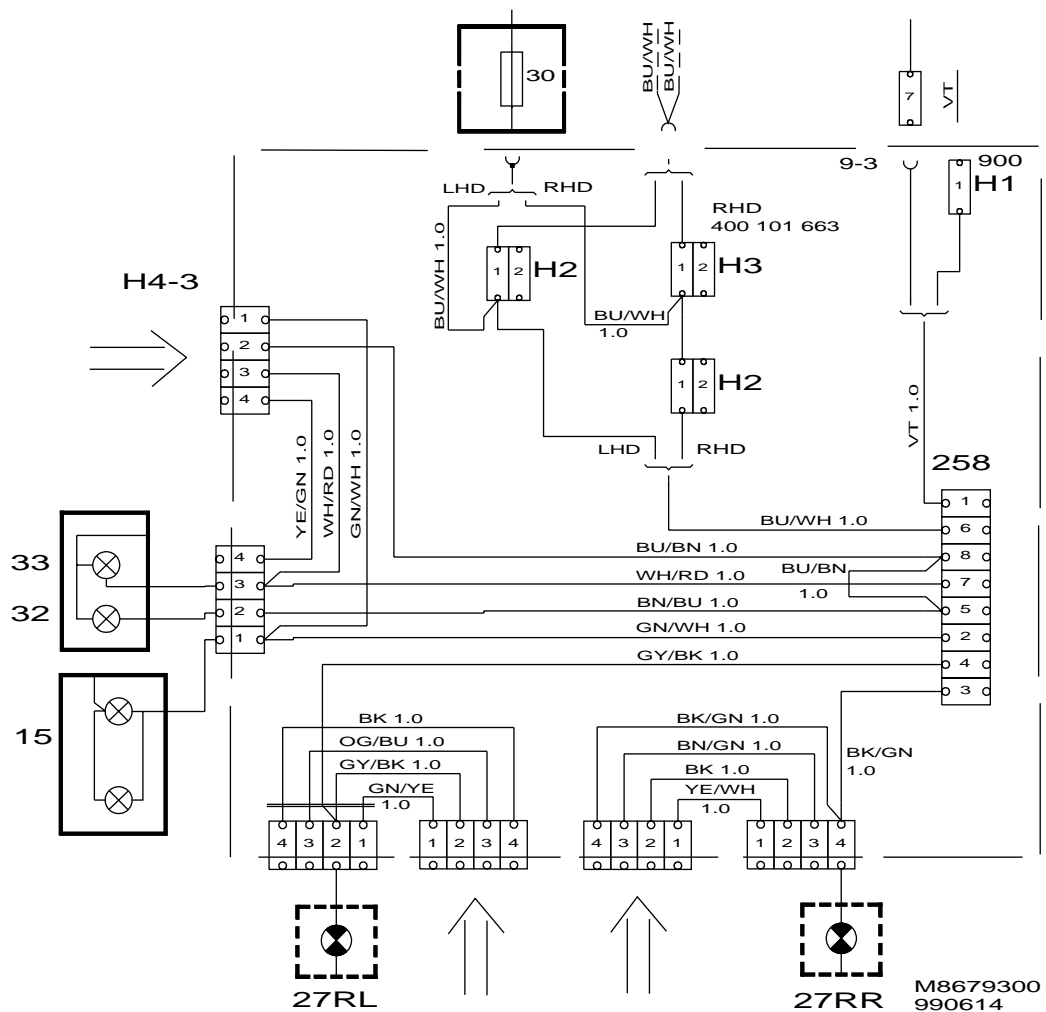 30
BU/WH
BU/WH
7
VT
9-3
900
1
H1
LHD
RHD
RHD
400 101 663
BU/WH 1.0
1 2
H2
1 2
H3
H4-3
BU/WH
1.0
1
2
3
4
1 2
H2
VT 1.0
LHD
RHD
258
YE/GN 1.0
WH/RD 1.0
GN/WH 1.0
1
6
8
7
5
2
4
3
BU/WH 1.0
BU/BN 1.0
BU/BN
1.0
WH/RD 1.0
BN/BU 1.0
GN/WH 1.0
GY/BK 1.0
33
32
4
3
2
1
15
BK 1.0
OG/BU 1.0
GY/BK 1.0
GN/YE
1.0
BK/GN 1.0
BN/GN 1.0
BK 1.0
YE/WH
1.0
BK/GN
1.0
4 3 2 1
1 2 3 4
4 3 2 1
1 2 3 4
27RL
27RR
M8679300
990614